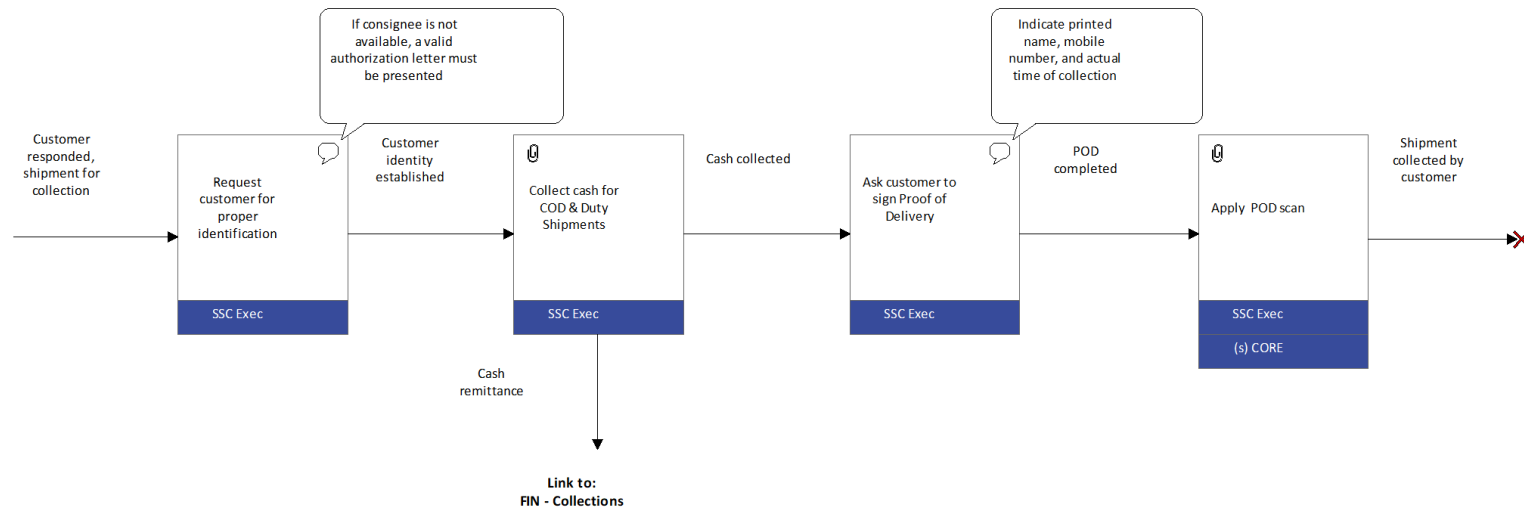 If consignee is not
available, a valid
authorization letter must
be presented
Indicate printed
name, mobile
number, and actual
time of collection
Customer
responded,
shipment for
collection
Request
customer for
proper
identification
SSC Exec
Customer
identity
established
Collect cash for
COD & Duty
Shipments
SSC Exec
Cash collected
Ask customer to
sign Proof of
Delivery
SSC Exec
POD
completed
Apply POD scan
SSC Exec
(s) CORE
Shipment
collected by
customer
Cash
remittance
Link to:
FIN - Collections